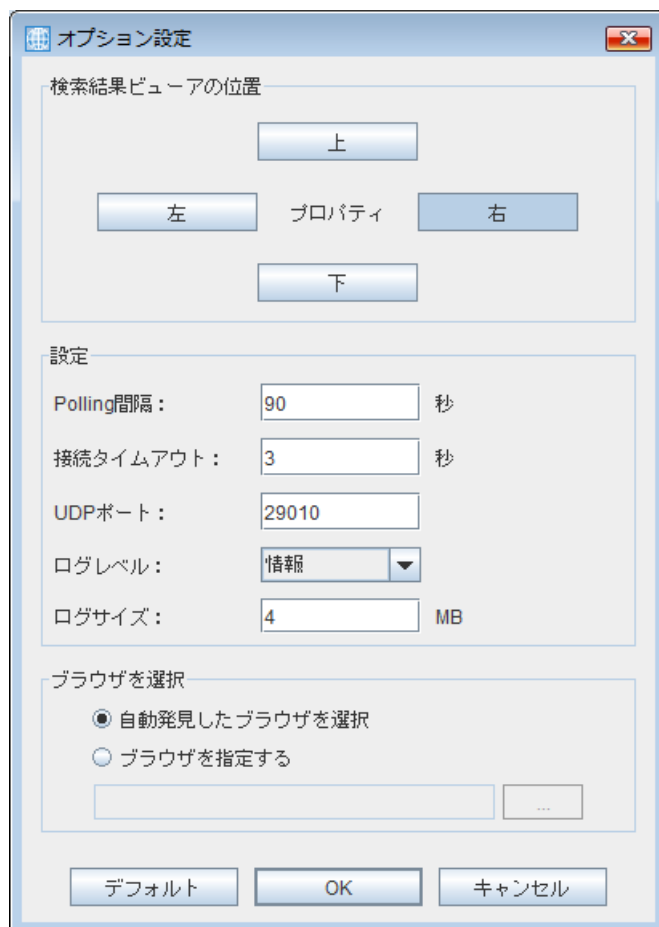 オプション設定
検索結果ビューアの位置
上
左 プロパティ 右
下
設定
Polling間隔： 90 秒
接続タイムアウト： 3 秒
UDPポート： 29010
ログレベル： 情報
ログサイズ： 4 MB
ブラウザを選択
自動発見したブラウザを選択
ブラウザを指定する
...
デフォルト OK キャンセル